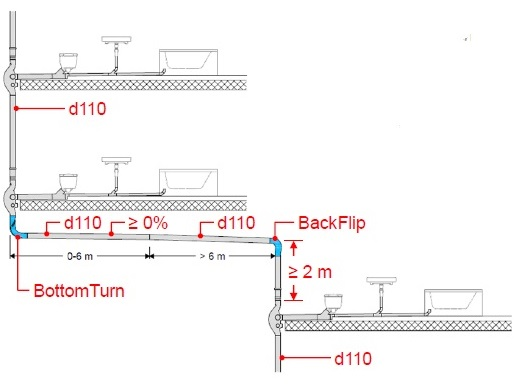 d110
d110
≥ 0%
d110
BackFlip
0-6 m
> 6 m
≥ 2 m
BottomTurn
d110